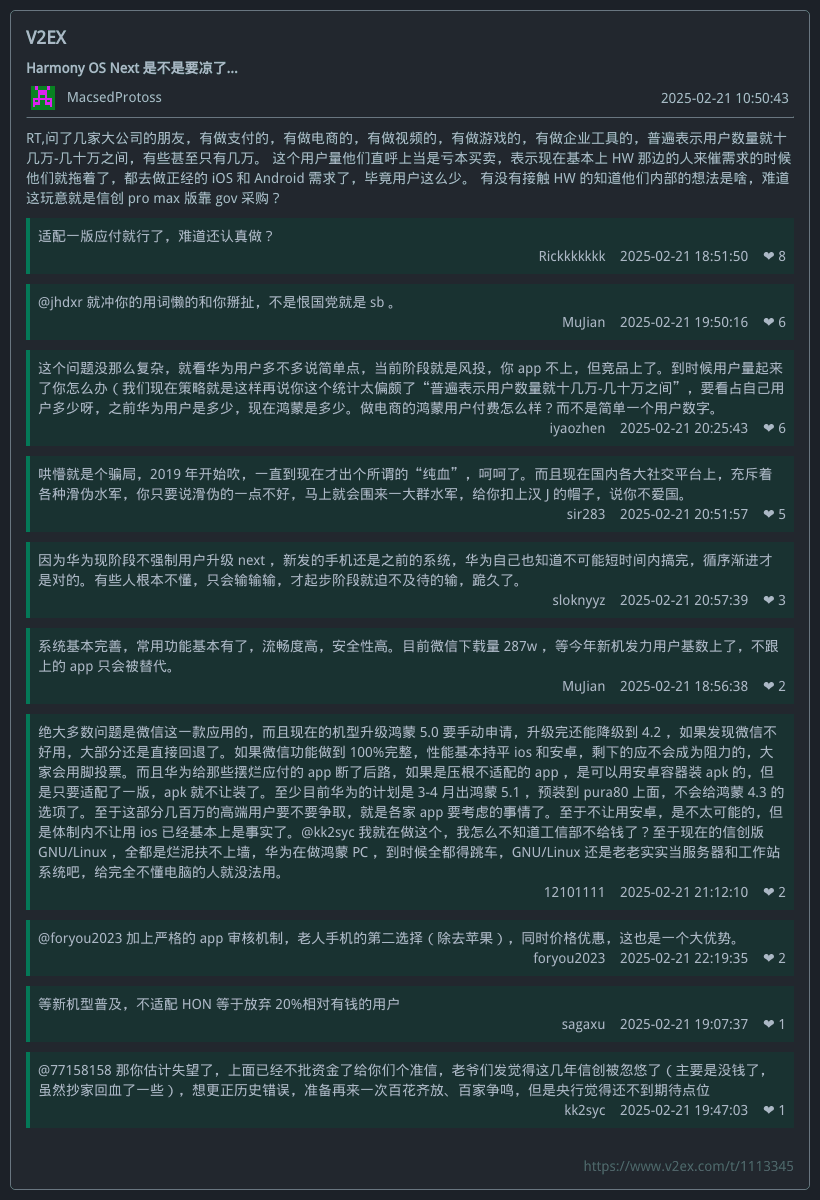 V2EX
Harmony OS Next 是不是要凉了...
MacsedProtoss 2025-02-21 10:50:43
RT,问了几家大公司的朋友，有做支付的，有做电商的，有做视频的，有做游戏的，有做企业工具的，普遍表示用户数量就十
几万-几十万之间，有些甚至只有几万。 这个用户量他们直呼上当是亏本买卖，表示现在基本上 HW 那边的人来催需求的时候
他们就拖着了，都去做正经的 iOS 和 Android 需求了，毕竟用户这么少。 有没有接触 HW 的知道他们内部的想法是啥，难道
这玩意就是信创 pro max 版靠 gov 采购？
适配一版应付就行了，难道还认真做？
Rickkkkkkk 2025-02-21 18:51:50 ❤ 8
@jhdxr 就冲你的用词懒的和你掰扯，不是恨国党就是 sb 。
MuJian 2025-02-21 19:50:16 ❤ 6
这个问题没那么复杂，就看华为用户多不多说简单点，当前阶段就是风投，你 app 不上，但竞品上了。到时候用户量起来
了你怎么办（我们现在策略就是这样再说你这个统计太偏颇了“普遍表示用户数量就十几万-几十万之间”，要看占自己用
户多少呀，之前华为用户是多少，现在鸿蒙是多少。做电商的鸿蒙用户付费怎么样？而不是简单一个用户数字。
iyaozhen 2025-02-21 20:25:43 ❤ 6
哄懵就是个骗局，2019 年开始吹，一直到现在才出个所谓的“纯血”，呵呵了。而且现在国内各大社交平台上，充斥着
各种滑伪水军，你只要说滑伪的一点不好，马上就会围来一大群水军，给你扣上汉 J 的帽子，说你不爱国。
sir283 2025-02-21 20:51:57 ❤ 5
因为华为现阶段不强制用户升级 next ，新发的手机还是之前的系统，华为自己也知道不可能短时间内搞完，循序渐进才
是对的。有些人根本不懂，只会输输输，才起步阶段就迫不及待的输，跪久了。
sloknyyz 2025-02-21 20:57:39 ❤ 3
系统基本完善，常用功能基本有了，流畅度高，安全性高。目前微信下载量 287w ，等今年新机发力用户基数上了，不跟
上的 app 只会被替代。
MuJian 2025-02-21 18:56:38 ❤ 2
绝大多数问题是微信这一款应用的，而且现在的机型升级鸿蒙 5.0 要手动申请，升级完还能降级到 4.2 ，如果发现微信不
好用，大部分还是直接回退了。如果微信功能做到 100%完整，性能基本持平 ios 和安卓，剩下的应不会成为阻力的，大
家会用脚投票。而且华为给那些摆烂应付的 app 断了后路，如果是压根不适配的 app ，是可以用安卓容器装 apk 的，但
是只要适配了一版，apk 就不让装了。至少目前华为的计划是 3-4 月出鸿蒙 5.1 ，预装到 pura80 上面，不会给鸿蒙 4.3 的
选项了。至于这部分几百万的高端用户要不要争取，就是各家 app 要考虑的事情了。至于不让用安卓，是不太可能的，但
是体制内不让用 ios 已经基本上是事实了。@kk2syc 我就在做这个，我怎么不知道工信部不给钱了？至于现在的信创版
GNU/Linux ，全都是烂泥扶不上墙，华为在做鸿蒙 PC ，到时候全都得跳车，GNU/Linux 还是老老实实当服务器和工作站
系统吧，给完全不懂电脑的人就没法用。
12101111 2025-02-21 21:12:10 ❤ 2
@foryou2023 加上严格的 app 审核机制，老人手机的第二选择（除去苹果），同时价格优惠，这也是一个大优势。
foryou2023 2025-02-21 22:19:35 ❤ 2
等新机型普及，不适配 HON 等于放弃 20%相对有钱的用户
sagaxu 2025-02-21 19:07:37 ❤ 1
@77158158 那你估计失望了，上面已经不批资金了给你们个准信，老爷们发觉得这几年信创被忽悠了（主要是没钱了，
虽然抄家回血了一些），想更正历史错误，准备再来一次百花齐放、百家争鸣，但是央行觉得还不到期待点位
kk2syc 2025-02-21 19:47:03 ❤ 1
https://www.v2ex.com/t/1113345